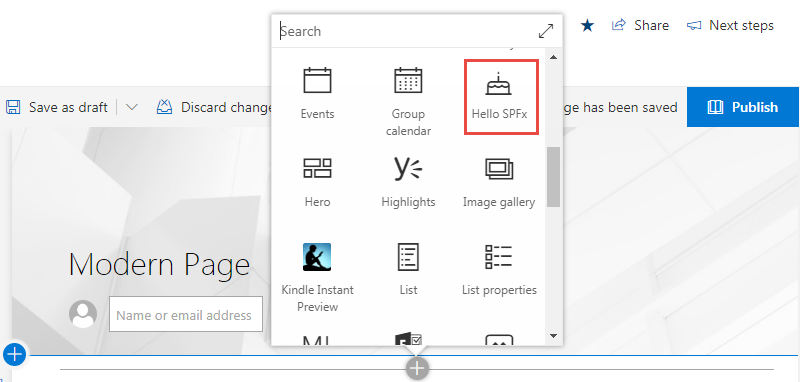 Search
Share
Next steps
Save as draft
Discard change
ge has been saved
Publish
Events
Group
calendar
Hello SPFx
Hero
Highlights
Image gallery
Modern Page
Name or email address
Kindle Instant
Preview
List
List properties